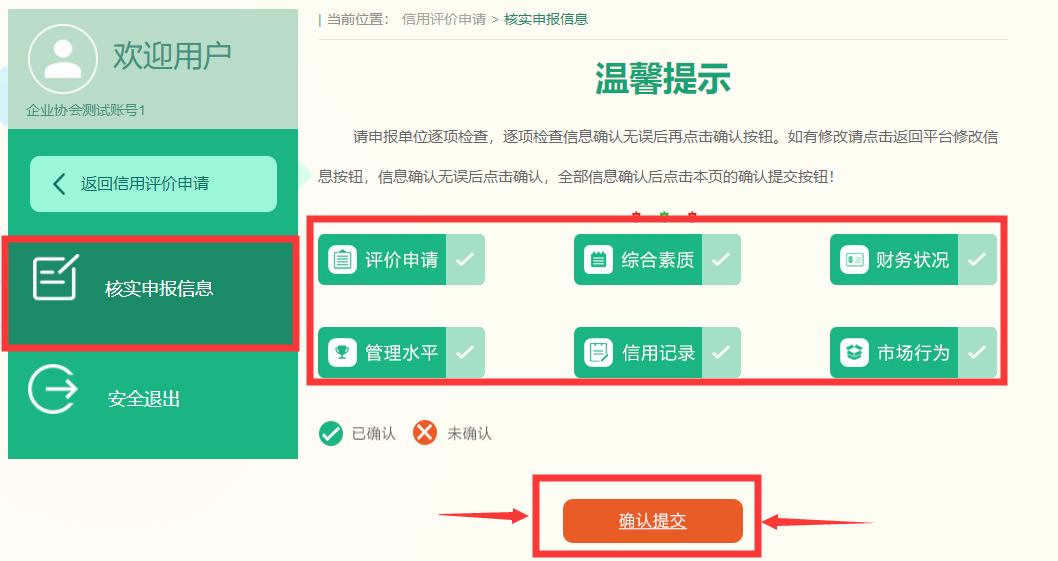 欢迎用户
企业协会测试账号1
返回信用评价申请
核实申报信息
安全退出
| 当前位置： 信用评价申请 > 核实申报信息
温馨提示
请申报单位逐项检查，逐项检查信息确认无误后再点击确认按钮。如有修改请点击返回平台修改信
息按钮，信息确认无误后点击确认，全部信息确认后点击本页的确认提交按钮！
评价申请 综合素质 财务状况
管理水平 信用记录 市场行为
已确认 未确认
确认提交